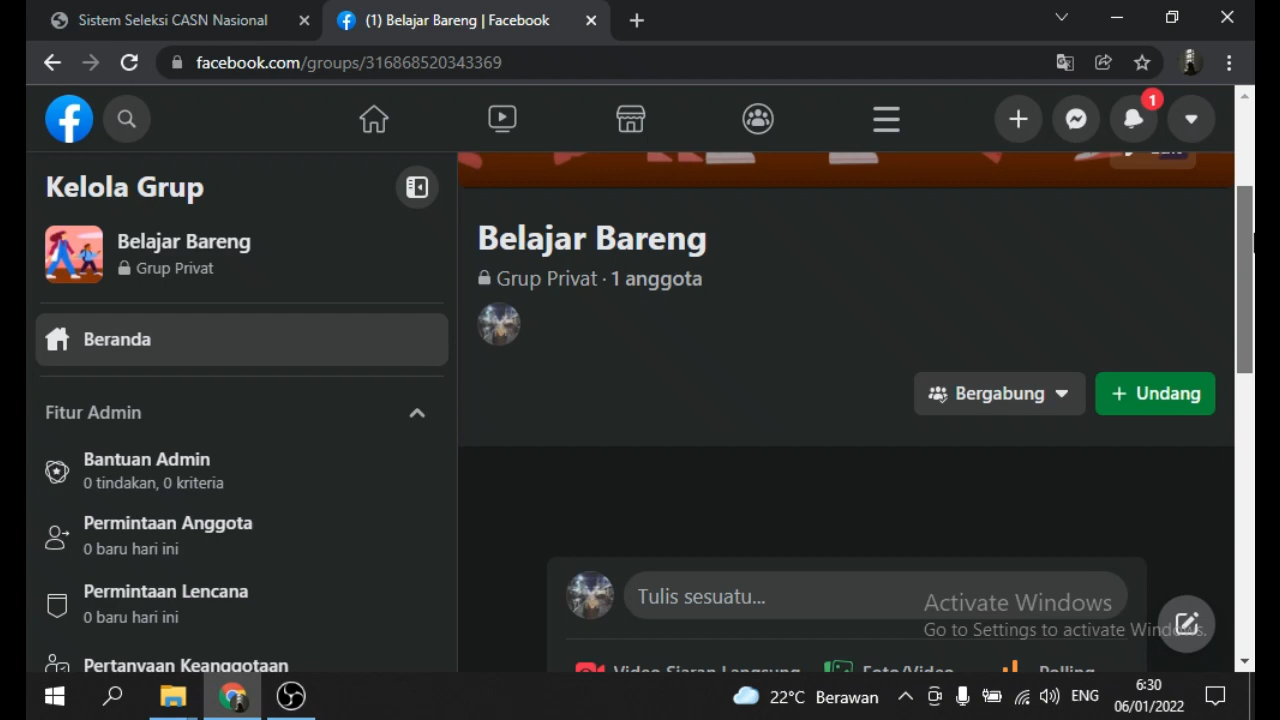 Sistem Seleksi CASN Nasional
(1) Belajar Bareng | Facebook
facebook.com/groups/316868520343369
1
Kelola Grup
Belajar Bareng
Grup Privat
Beranda
Fitur Admin
Bantuan Admin
0 tindakan, 0 kriteria
Permintaan Anggota
0 baru hari ini
Permintaan Lencana
0 baru hari ini
Pertanyaan Keanggotaan
Belajar Bareng
Grup Privat · 1 anggota
Bergabung
+ Undang
Tulis sesuatu...
Video Siaran Langsung
Foto/Video
Polling
Activate Windows
Go to Settings to activate Windows.
22°C Berawan
ENG
6:30
06/01/2022